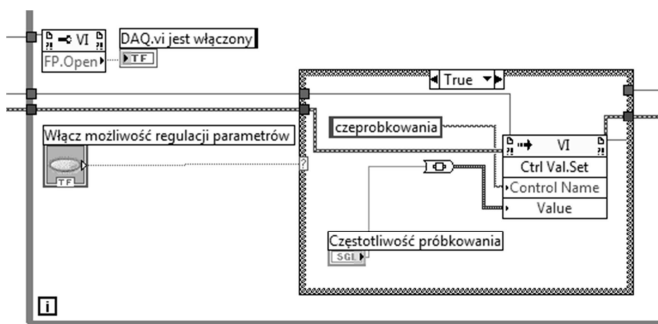 VI
DAQ.vi jest włączony
FP.Open
TF
True
Włącz możliwość regulacji parametrów
TF
?
czeprobkowania
VI
Ctrl Val.Set
Control Name
Value
Częstotliwość próbkowania
SGL
i